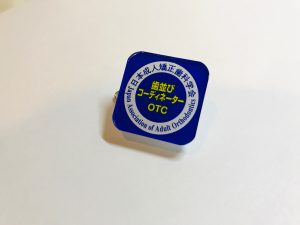 日本成人矯正歯科学会
歯並び
コーディネーター
OTC
Japan Association of Adult Orthodontics